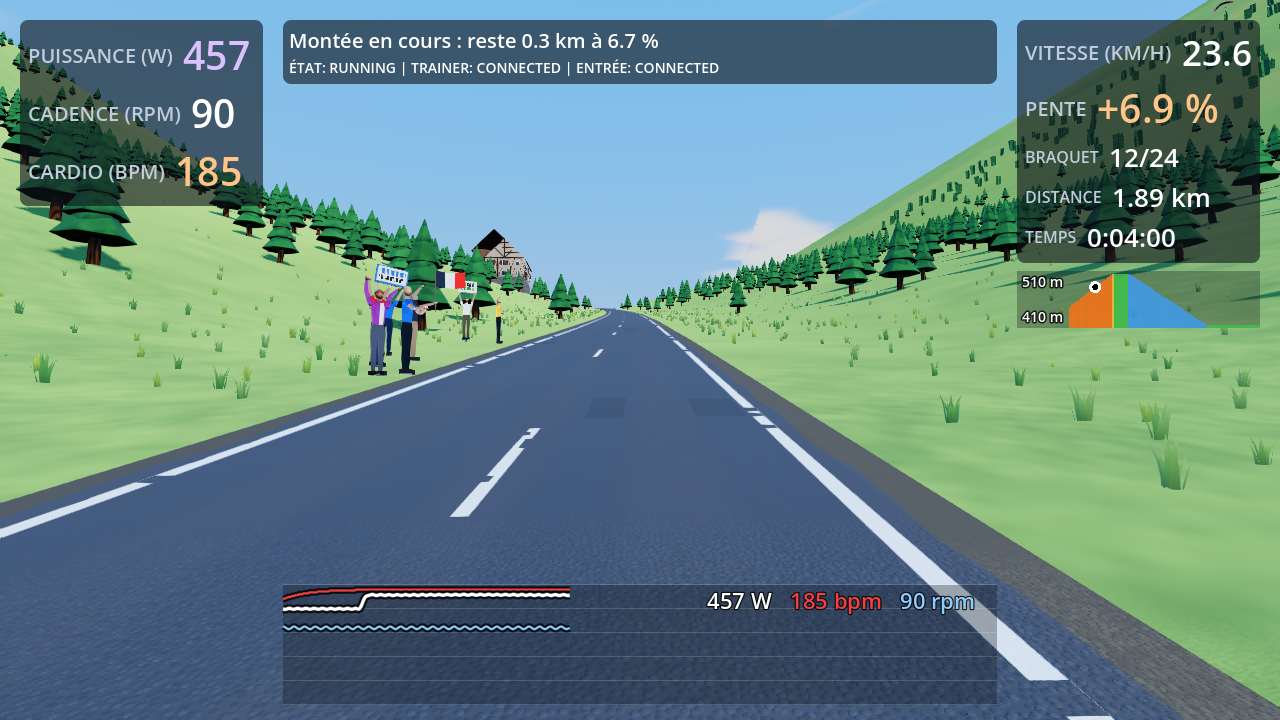 PUISSANCE (W) 457
CADENCE (RPM) 90
CARDIO (BPM) 185
Montée en cours : reste 0.3 km à 6.7 %
ÉTAT: RUNNING | TRAINER: CONNECTED | ENTRÉE: CONNECTED
VITESSE (KM/H) 23.6
PENTE +6.9 %
BRAQUET 12/24
DISTANCE 1.89 km
TEMPS 0:04:00
510 m
410 m
457 W 185 bpm 90 rpm